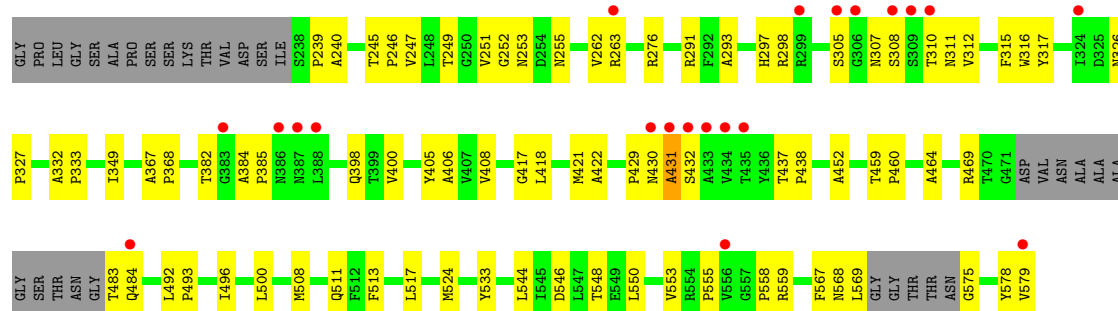 GLY PRO LEU GLY SER ALA PRO SER SER LYS THR VAL ASP SER ILE S238 P239 A240 T245 P246 V247 L248 T249 G250 V251 G252 N253 D254 N255 V262 R263 R276 R291 F292 A293 H297 R298 R299 S305 G306 N307 S308 S309 T310 N311 V312 F315 W316 Y317 I324 D325 N326
P327 A332 P333 I349 A367 P368 T382 G383 A384 P385 N386 N387 L388 Q398 T399 V400 Y405 A406 V407 V408 G417 L418 M421 A422 P429 N430 A431 S432 A433 V434 T435 Y436 T437 P438 A452 T459 P460 A464 R469 T470 G471 ASP VAL ASN ALA ALA ALA
GLY SER THR ASN GLY T483 Q484 L492 P493 I496 L500 M508 Q511 F512 F513 L517 M524 Y533 L544 I545 D546 L547 T548 E549 L550 V553 R554 P555 V556 G557 P558 R559 F567 N568 L569 GLY GLY THR THR ASN G575 Y578 V579